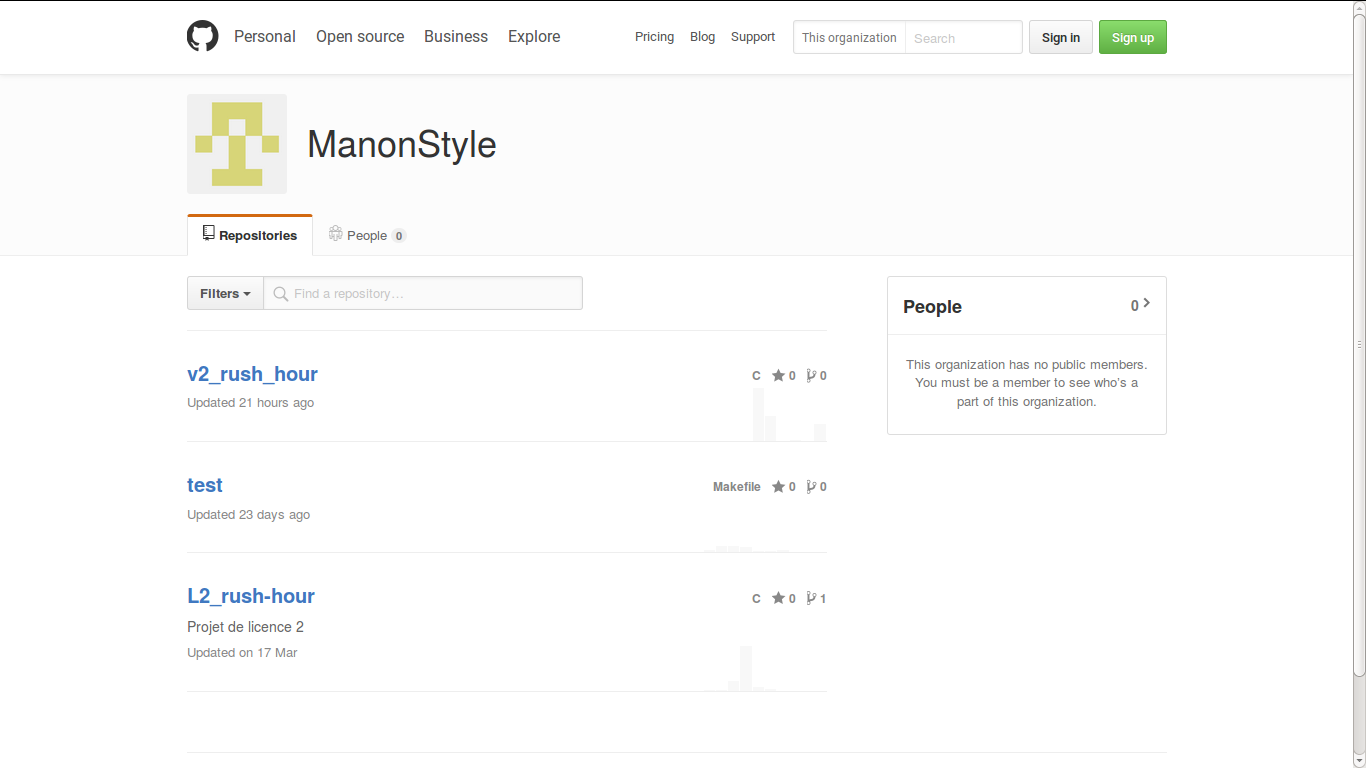 Personal Open source Business Explore Pricing Blog Support This organization Search Sign in Sign up
ManonStyle
Repositories People 0
Filters Find a repository…
People 0
v2_rush_hour C 0 0
Updated 21 hours ago
This organization has no public members.
You must be a member to see who's a
part of this organization.
test Makefile 0 0
Updated 23 days ago
L2_rush-hour C 0 1
Projet de licence 2
Updated on 17 Mar